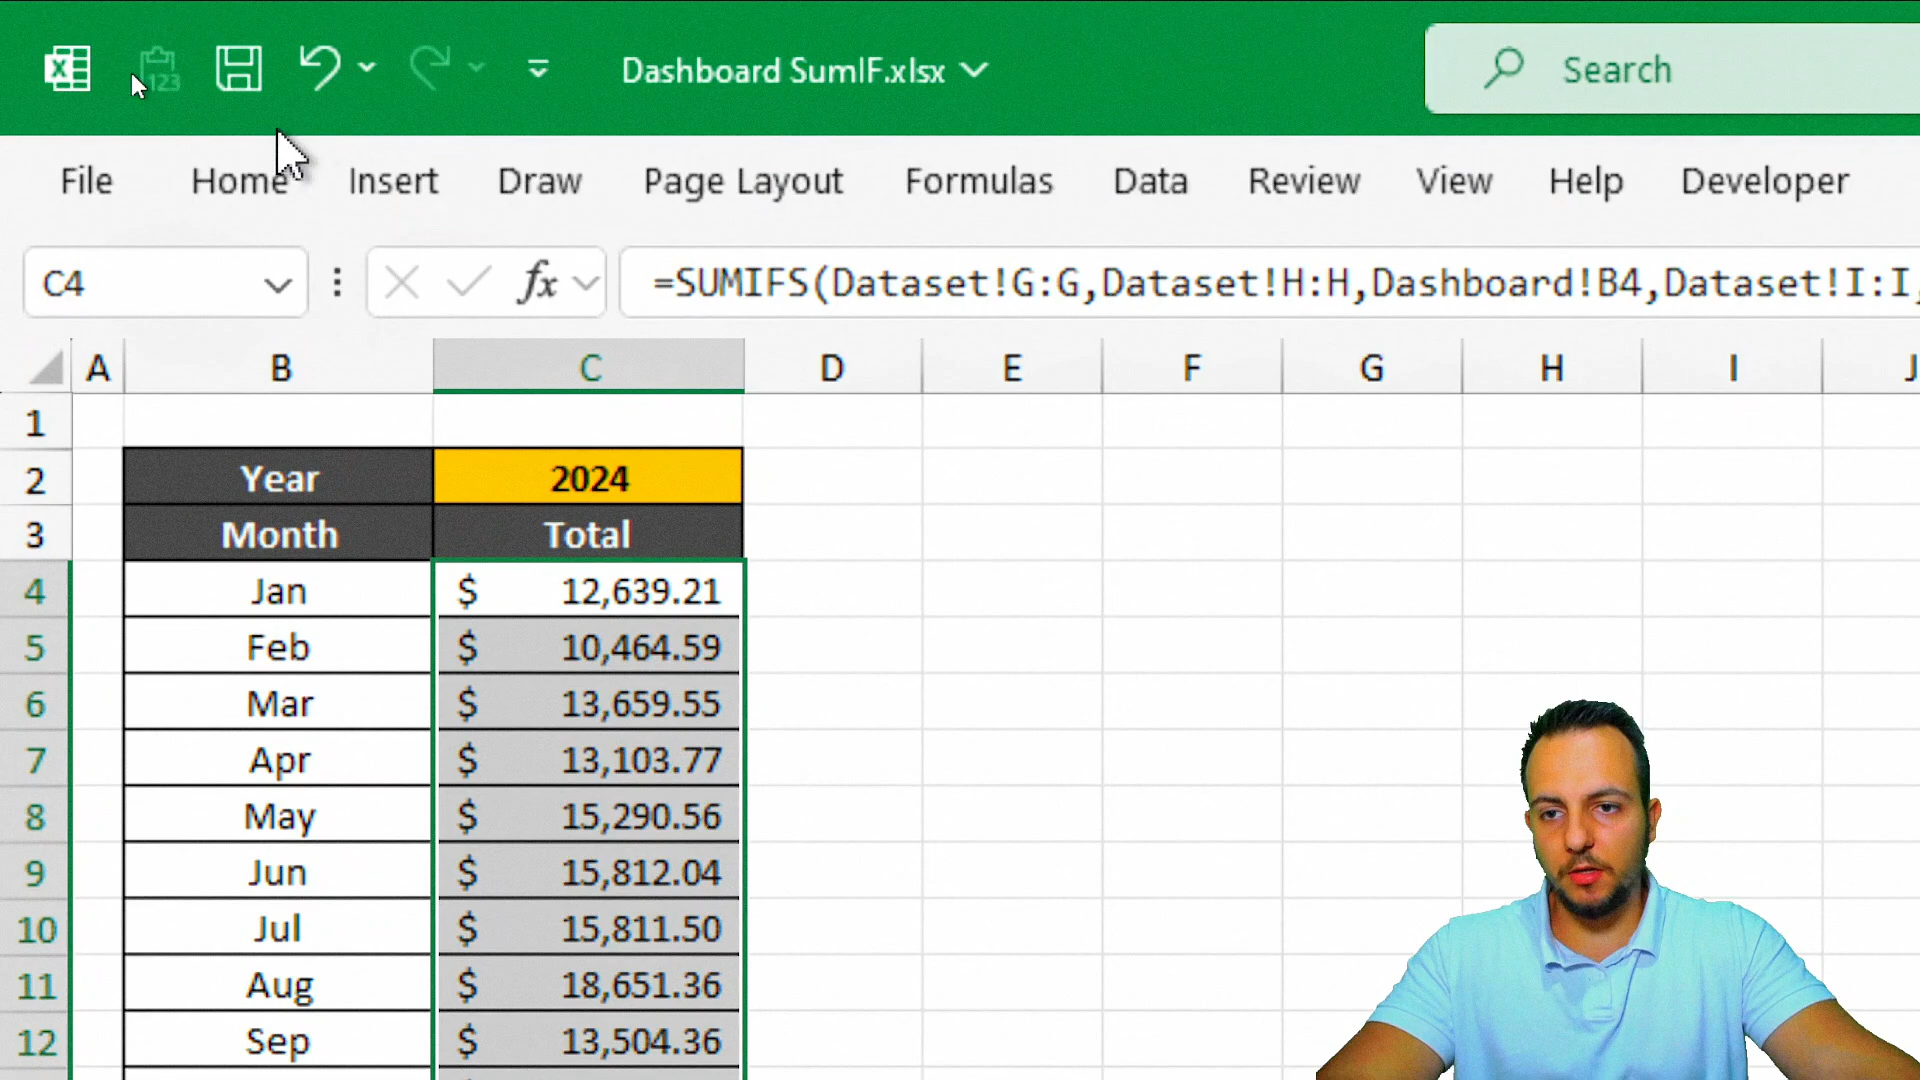 Dashboard SumIF.xlsx
Search
File Home Insert Draw Page Layout Formulas Data Review View Help Developer
C4 fx =SUMIFS(Dataset!G:G,Dataset!H:H,Dashboard!B4,Dataset!I:I,
A B C D E F G H I J
1
2 Year 2024
3 Month Total
4 Jan $ 12,639.21
5 Feb $ 10,464.59
6 Mar $ 13,659.55
7 Apr $ 13,103.77
8 May $ 15,290.56
9 Jun $ 15,812.04
10 Jul $ 15,811.50
11 Aug $ 18,651.36
12 Sep $ 13,504.36